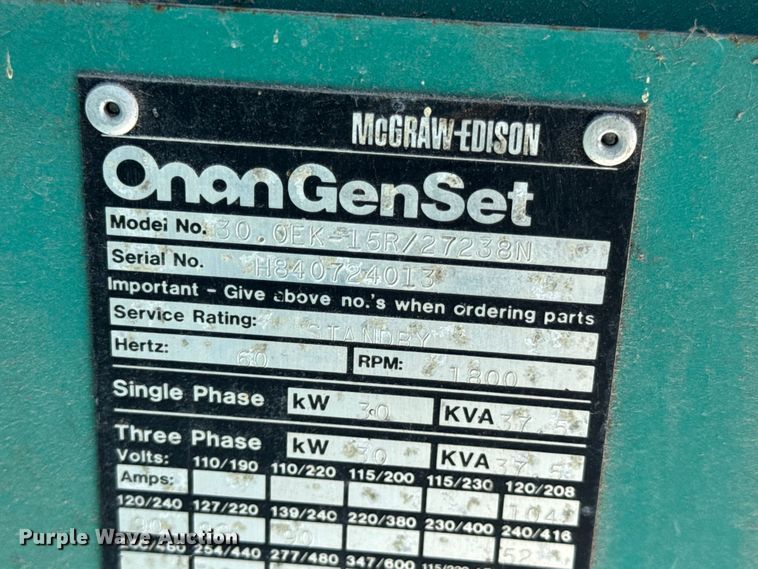 McGRAW-EDISON
Onan GenSet
Model No. 30.0EK-15R/27238N
Serial No. H840724013
Important - Give above no.'s when ordering parts
Service Rating: STANDBY
Hertz: 60 RPM: 1800
Single Phase kW 30 KVA 37.5
Three Phase kW 30 KVA 37.5
Volts: 110/190 110/220 115/200 115/230 120/208
Amps: 104
120/240 127/220 139/240 220/380 230/400 240/416
90 90 52
254/440 277/480 347/600
Purple Wave Auction